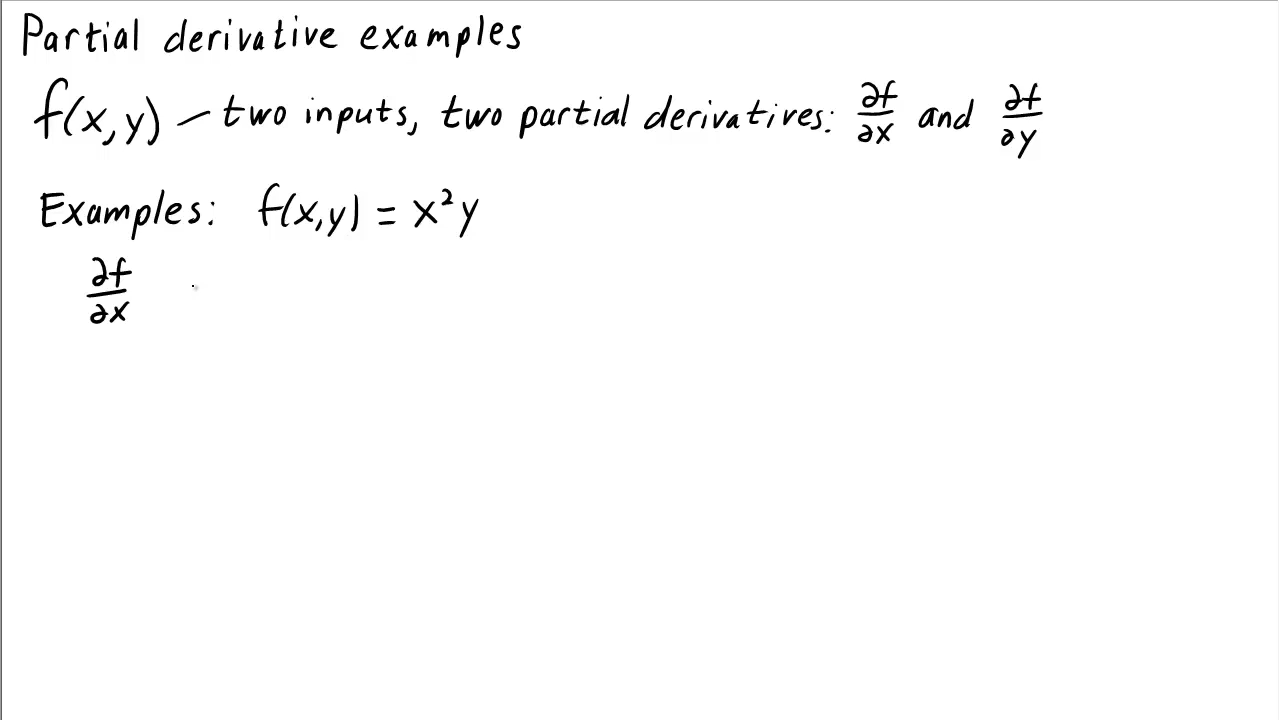 Partial derivative examples
f(x,y) — two inputs, two partial derivatives: ∂f/∂x and ∂f/∂y
Examples: f(x,y) = x²y
∂f/∂x